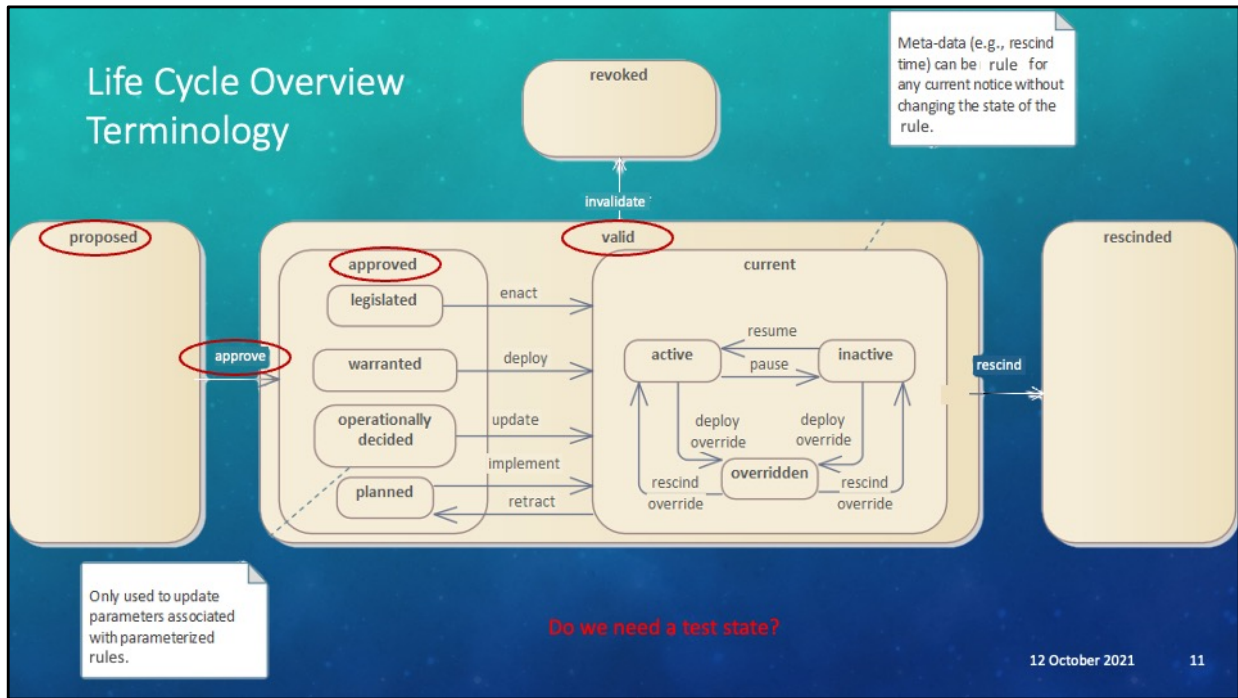 Life Cycle Overview
Terminology
revoked
Meta-data (e.g., rescind
time) can be rule for
any current notice without
changing the state of the
rule.
invalidate
proposed
valid
rescinded
approved
current
legislated
enact
resume
approve
warranted
deploy
active
inactive
pause
rescind
operationally
decided
update
deploy
override
deploy
override
implement
overridden
planned
retract
rescind
override
rescind
override
Only used to update
parameters associated
with parameterized
rules.
Do we need a test state?
12 October 2021
11